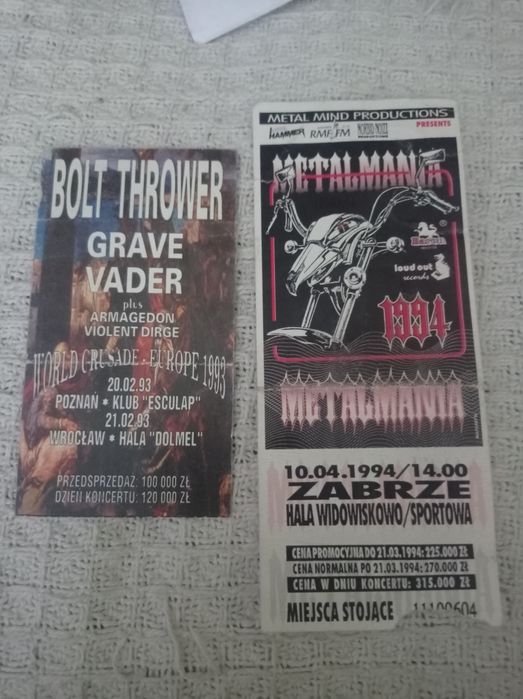 BOLT THROWER
GRAVE
VADER
plus
ARMAGEDON
VIOLENT DIRGE
WORLD CRUSADE - EUROPE 1993
20.02.93
POZNAŃ * KLUB "ESCULAP"
21.02.93
WROCŁAW * HALA "DOLMEL"
PRZEDSPRZEDAŻ: 100 000 ZŁ
DZIEŃ KONCERTU: 120 000 ZŁ
METAL MIND PRODUCTIONS
PRESENTS
HAMMER
RMF FM
METALMANIA
®
loud out
records
1994
METALMANIA
10.04.1994/14.00
ZABRZE
HALA WIDOWISKOWO/SPORTOWA
CENA PROMOCYJNA DO 21.03.1994: 225.000 ZŁ
CENA NORMALNA PO 21.03.1994: 270.000 ZŁ
CENA W DNIU KONCERTU: 315.000 ZŁ
MIEJSCA STOJĄCE